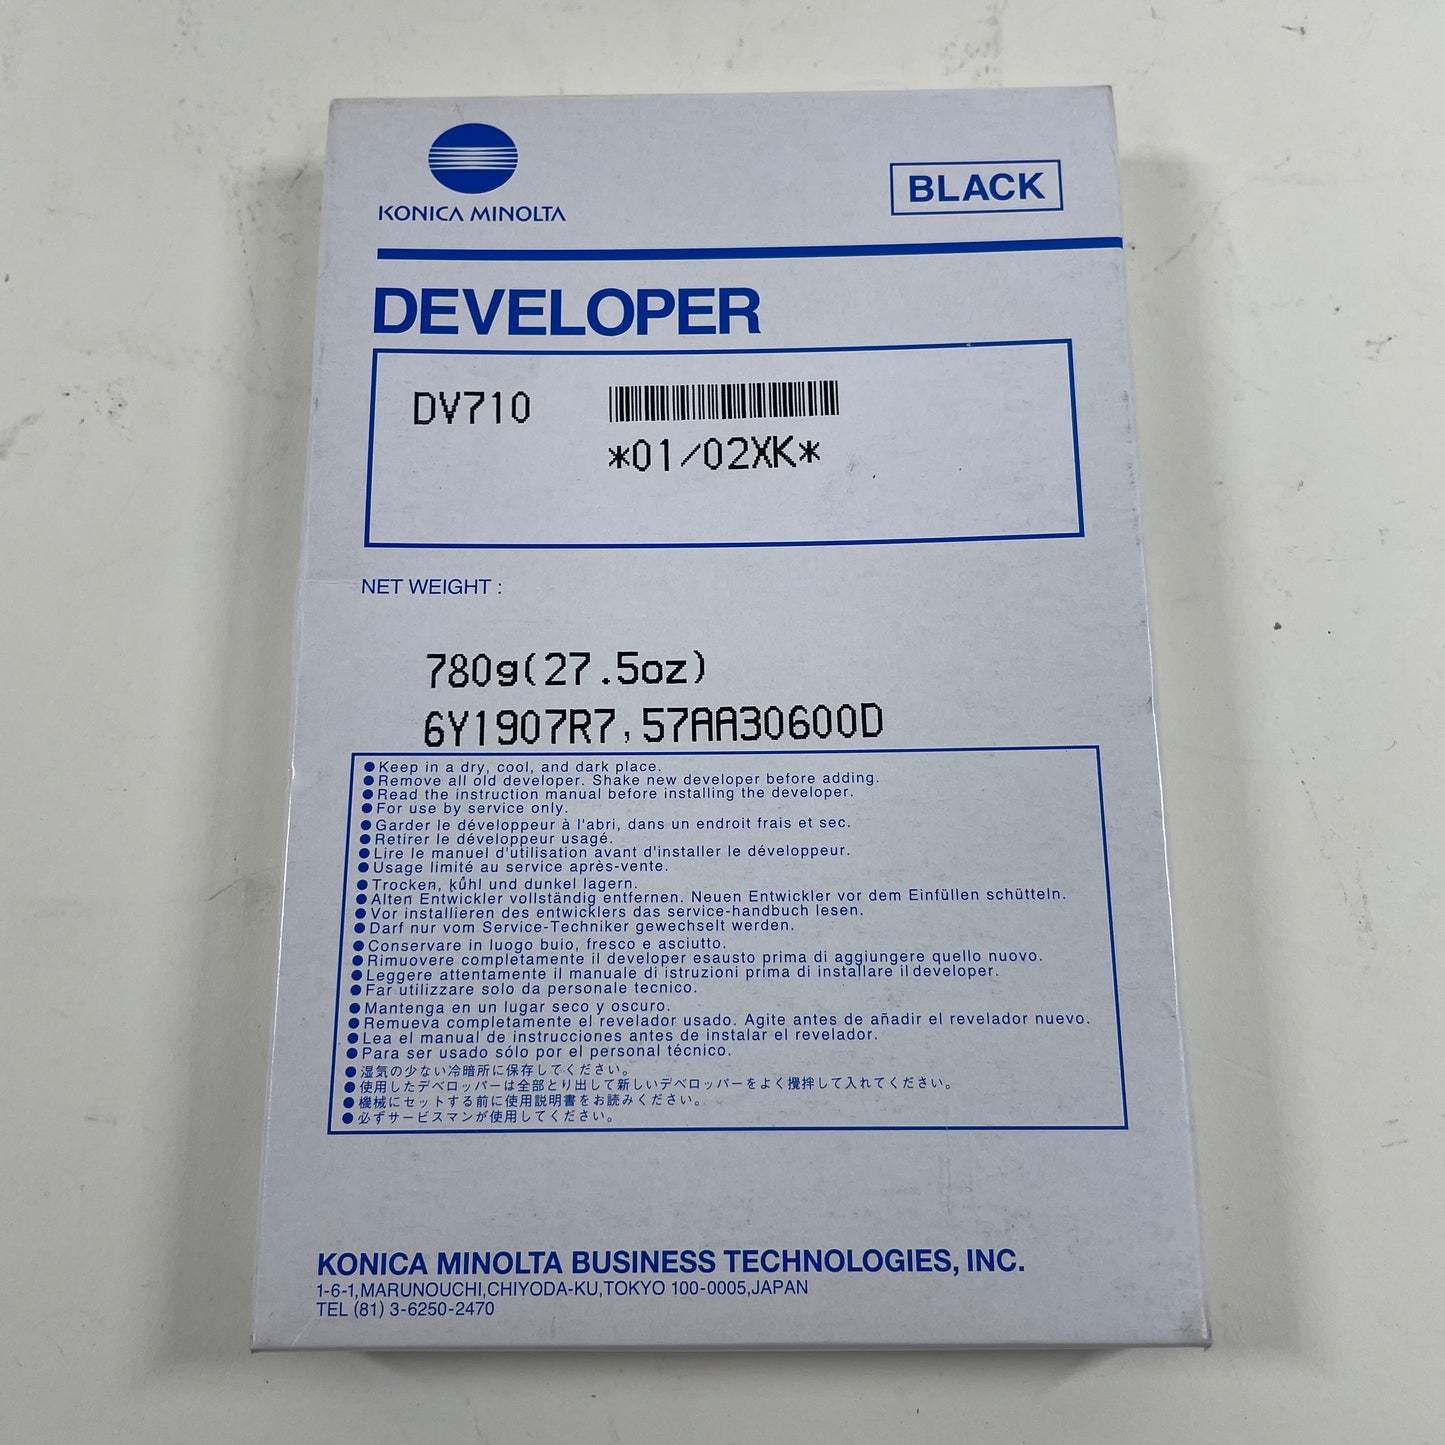 KONICA MINOLTA
BLACK
DEVELOPER
DV710
*01/02XK*
NET WEIGHT :
780g(27.5oz)
6Y1907R7,57AA30600D
●Keep in a dry, cool, and dark place.
●Remove all old developer. Shake new developer before adding.
●Read the instruction manual before installing the developer.
●For use by service only.
●Garder le développeur à l'abri, dans un endroit frais et sec.
●Retirer le développeur usagé.
●Lire le manuel d'utilisation avant d'installer le développeur.
●Usage limité au service après-vente.
●Trocken, kühl und dunkel lagern.
●Alten Entwickler vollständig entfernen. Neuen Entwickler vor dem Einfüllen schütteln.
●Vor installieren des entwicklers das service-handbuch lesen.
●Darf nur vom Service-Techniker gewechselt werden.
●Conservare in luogo buio, fresco e asciutto.
●Rimuovere completamente il developer esausto prima di aggiungere quello nuovo.
●Leggere attentamente il manuale di istruzioni prima di installare il developer.
●Far utilizzare solo da personale tecnico.
●Mantenga en un lugar seco y oscuro.
●Remueva completamente el revelador usado. Agite antes de añadir el revelador nuevo.
●Lea el manual de instrucciones antes de instalar el revelador.
●Para ser usado sólo por el personal técnico.
●湿気の少ない冷暗所に保存してください。
●使用したデベロッパーは全部とり出して新しいデベロッパーをよく攪拌して入れてください。
●機械にセットする前に使用説明書をお読みください。
●必ずサービスマンが使用してください。
KONICA MINOLTA BUSINESS TECHNOLOGIES, INC.
1-6-1,MARUNOUCHI,CHIYODA-KU,TOKYO 100-0005,JAPAN
TEL (81) 3-6250-2470